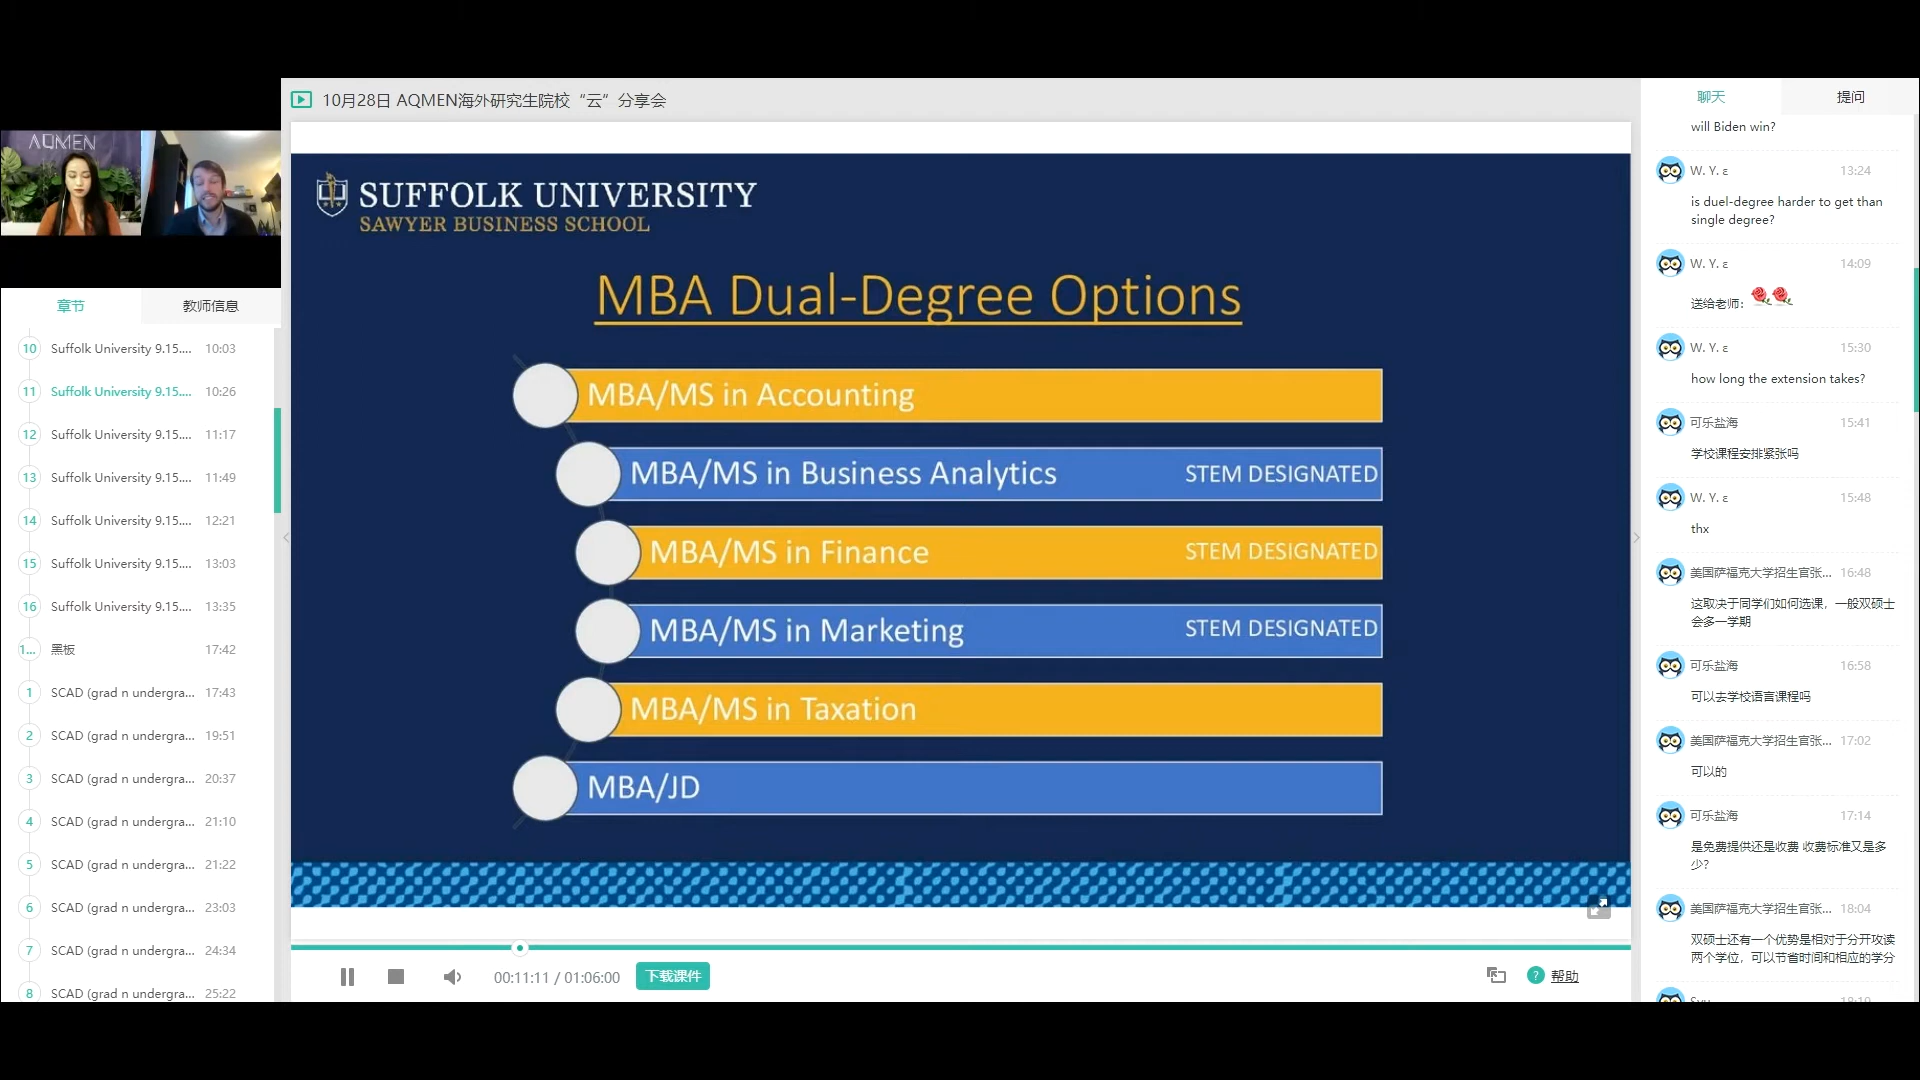 10月28日 AQMEN海外研究生院校“云”分享会
AQMEN
章节
教师信息
10 Suffolk University 9.15.... 10:03
11 Suffolk University 9.15.... 10:26
12 Suffolk University 9.15.... 11:17
13 Suffolk University 9.15.... 11:49
14 Suffolk University 9.15.... 12:21
15 Suffolk University 9.15.... 13:03
16 Suffolk University 9.15.... 13:35
1... 黑板 17:42
1 SCAD (grad n undergra... 17:43
2 SCAD (grad n undergra... 19:51
3 SCAD (grad n undergra... 20:37
4 SCAD (grad n undergra... 21:10
5 SCAD (grad n undergra... 21:22
6 SCAD (grad n undergra... 23:03
7 SCAD (grad n undergra... 24:34
8 SCAD (grad n undergra... 25:22
SUFFOLK UNIVERSITY
SAWYER BUSINESS SCHOOL
MBA Dual-Degree Options
MBA/MS in Accounting
MBA/MS in Business Analytics STEM DESIGNATED
MBA/MS in Finance STEM DESIGNATED
MBA/MS in Marketing STEM DESIGNATED
MBA/MS in Taxation
MBA/JD
00:11:11 / 01:06:00
下载课件
? 帮助
聊天
提问
will Biden win?
W. Y. ε 13:24
is duel-degree harder to get than
single degree?
W. Y. ε 14:09
送给老师：
W. Y. ε 15:30
how long the extension takes?
可乐盐海 15:41
学校课程安排紧张吗
W. Y. ε 15:48
thx
美国萨福克大学招生官张... 16:48
这取决于同学们如何选课，一般双硕士
会多一学期
可乐盐海 16:58
可以去学校语言课程吗
美国萨福克大学招生官张... 17:02
可以的
可乐盐海 17:14
是免费提供还是收费 收费标准又是多
少？
美国萨福克大学招生官张... 18:04
双硕士还有一个优势是相对于分开攻读
两个学位，可以节省时间和相应的学分